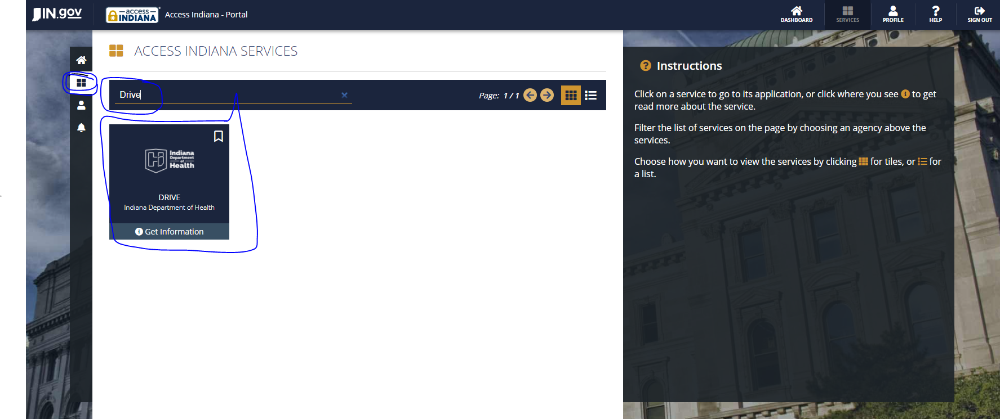 IN.gov
access
INDIANA
Access Indiana - Portal
DASHBOARD
SERVICES
PROFILE
HELP
SIGN OUT
ACCESS INDIANA SERVICES
Drive
Page: 1 / 1
Indiana
Department
of
Health
DRIVE
Indiana Department of Health
Get Information
Instructions
Click on a service to go to its application, or click where you see to get
read more about the service.
Filter the list of services on the page by choosing an agency above the
services.
Choose how you want to view the services by clicking for tiles, or for
a list.